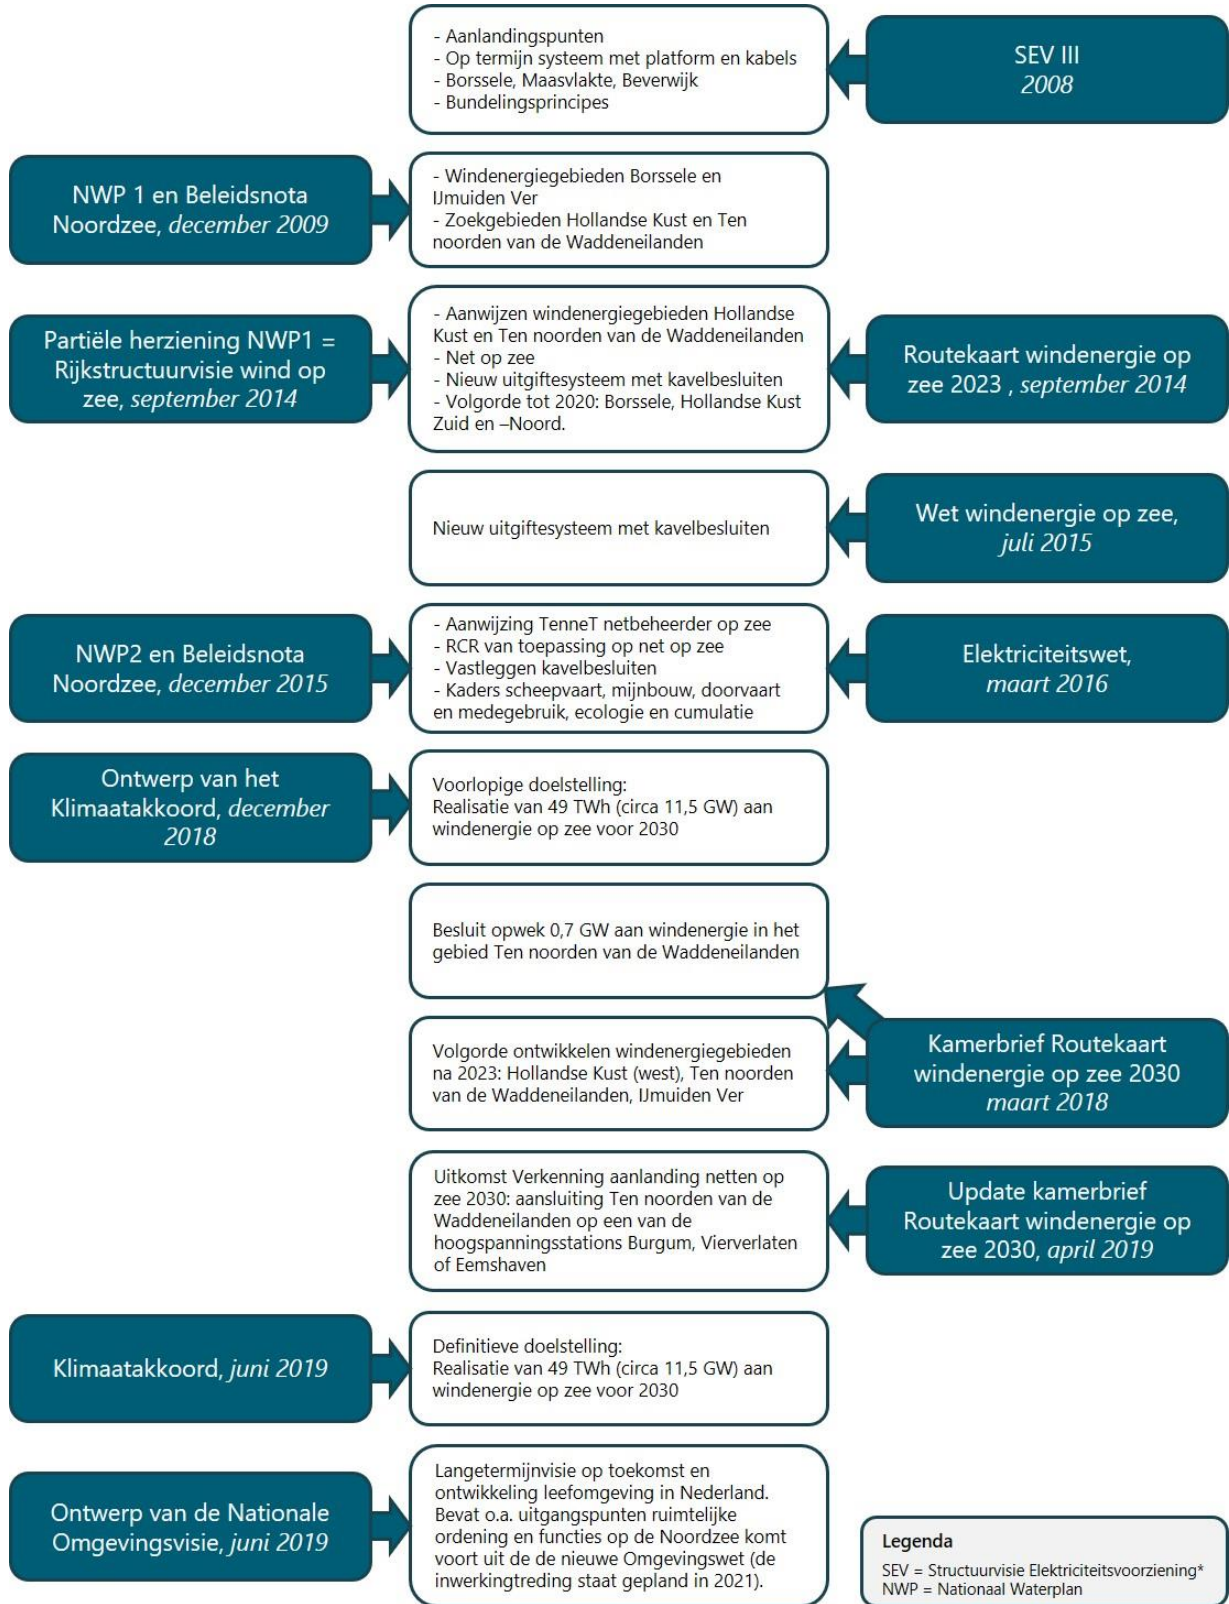 - Aanlandingspunten
- Op termijn systeem met platform en kabels
- Borssele, Maasvlakte, Beverwijk
- Bundelingsprincipes
SEV III
2008
NWP 1 en Beleidsnota
Noordzee, december 2009
- Windenergiegebieden Borssele en
IJmuiden Ver
- Zoekgebieden Hollandse Kust en Ten
noorden van de Waddeneilanden
Partiële herziening NWP1 =
Rijkstructuurvisie wind op
zee, september 2014
- Aanwijzen windenergiegebieden Hollandse
Kust en Ten noorden van de Waddeneilanden
- Net op zee
- Nieuw uitgiftesysteem met kavelbesluiten
- Volgorde tot 2020: Borssele, Hollandse Kust
Zuid en –Noord.
Routekaart windenergie op
zee 2023 , september 2014
Nieuw uitgiftesysteem met kavelbesluiten
Wet windenergie op zee,
juli 2015
NWP2 en Beleidsnota
Noordzee, december 2015
- Aanwijzing TenneT netbeheerder op zee
- RCR van toepassing op net op zee
- Vastleggen kavelbesluiten
- Kaders scheepvaart, mijnbouw, doorvaart
en medegebruik, ecologie en cumulatie
Elektriciteitswet,
maart 2016
Ontwerp van het
Klimaatakkoord, december
2018
Voorlopige doelstelling:
Realisatie van 49 TWh (circa 11,5 GW) aan
windenergie op zee voor 2030
Besluit opwek 0,7 GW aan windenergie in het
gebied Ten noorden van de Waddeneilanden
Volgorde ontwikkelen windenergiegebieden
na 2023: Hollandse Kust (west), Ten noorden
van de Waddeneilanden, IJmuiden Ver
Kamerbrief Routekaart
windenergie op zee 2030
maart 2018
Uitkomst Verkenning aanlanding netten op
zee 2030: aansluiting Ten noorden van de
Waddeneilanden op een van de
hoogspanningsstations Burgum, Vierverlaten
of Eemshaven
Update kamerbrief
Routekaart windenergie op
zee 2030, april 2019
Klimaatakkoord, juni 2019
Definitieve doelstelling:
Realisatie van 49 TWh (circa 11,5 GW) aan
windenergie op zee voor 2030
Ontwerp van de Nationale
Omgevingsvisie, juni 2019
Langetermijnvisie op toekomst en
ontwikkeling leefomgeving in Nederland.
Bevat o.a. uitgangspunten ruimtelijke
ordening en functies op de Noordzee komt
voort uit de de nieuwe Omgevingswet (de
inwerkingtreding staat gepland in 2021).
Legenda
SEV = Structuurvisie Elektriciteitsvoorziening*
NWP = Nationaal Waterplan